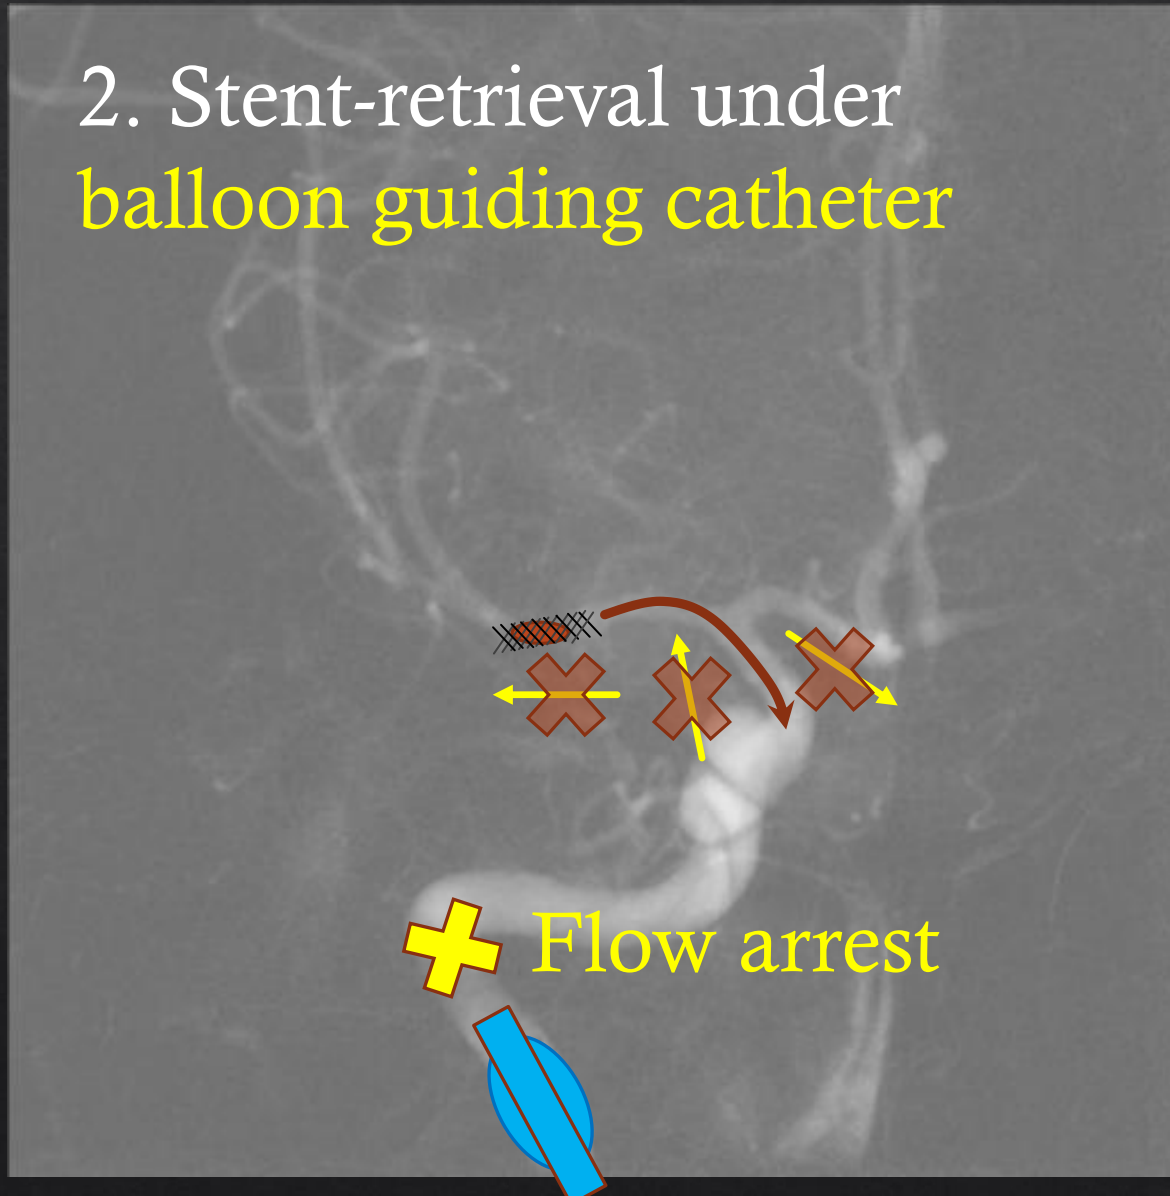 2. Stent-retrieval under
balloon guiding catheter
Flow arrest